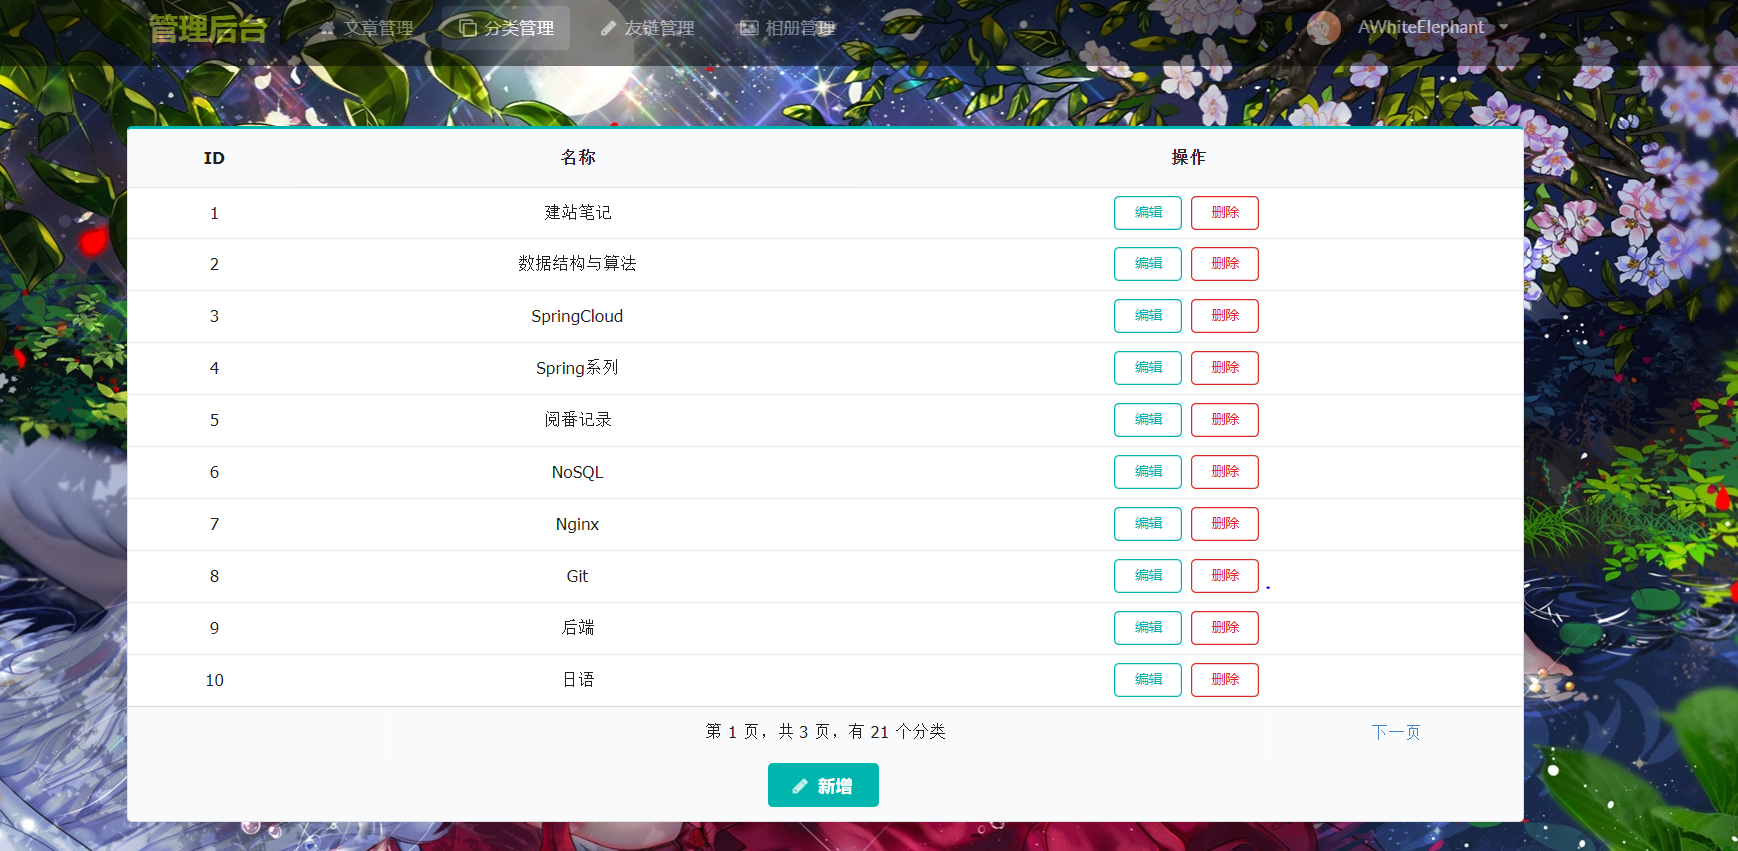 管理后台 文章管理 分类管理 友链管理 相册管理 AWhiteElephant
ID 名称 操作
1 建站笔记 编辑 删除
2 数据结构与算法 编辑 删除
3 SpringCloud 编辑 删除
4 Spring系列 编辑 删除
5 阅番记录 编辑 删除
6 NoSQL 编辑 删除
7 Nginx 编辑 删除
8 Git 编辑 删除
9 后端 编辑 删除
10 日语 编辑 删除
第 1 页，共 3 页，有 21 个分类 下一页
新增